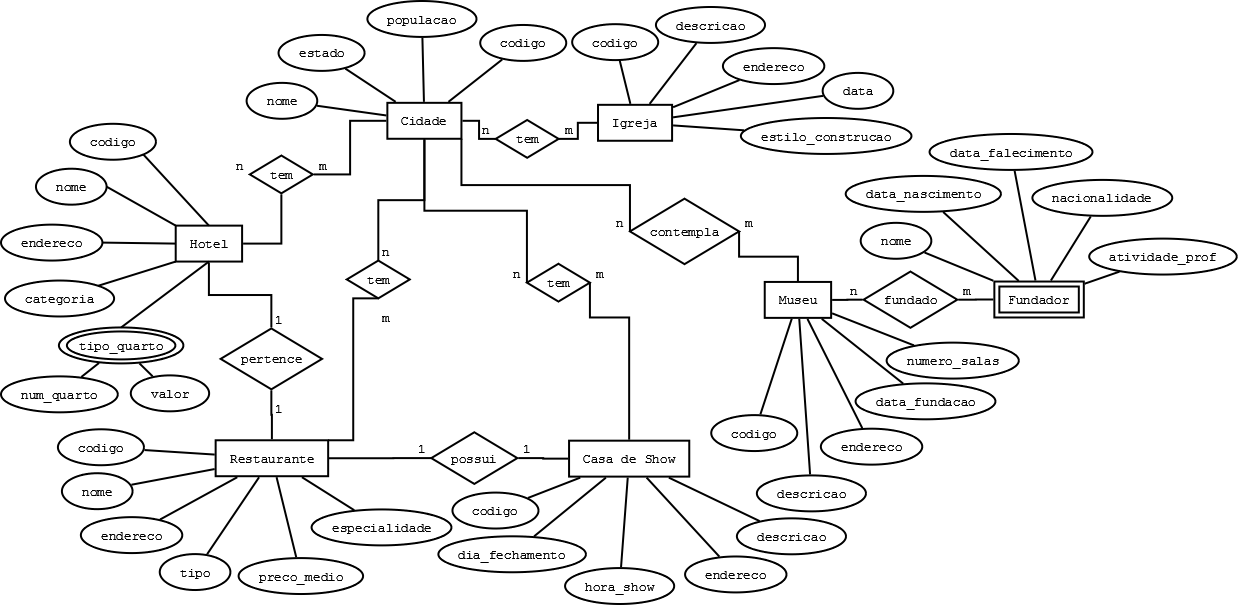 populacao
descricao
estado
codigo
codigo
endereco
nome
data
Cidade
Igreja
n
m
tem
estilo_construcao
codigo
data_falecimento
n
m
tem
nome
data_nascimento
nacionalidade
n
contempla
m
endereco
Hotel
nome
atividade_prof
n
tem
m
n
tem
m
categoria
Museu
n
fundado
m
Fundador
1
tipo_quarto
pertence
numero_salas
num_quarto
valor
data_fundacao
1
codigo
codigo
endereco
Restaurante
1
possui
1
Casa de Show
nome
descricao
codigo
endereco
especialidade
descricao
dia_fechamento
tipo
preco_medio
hora_show
endereco